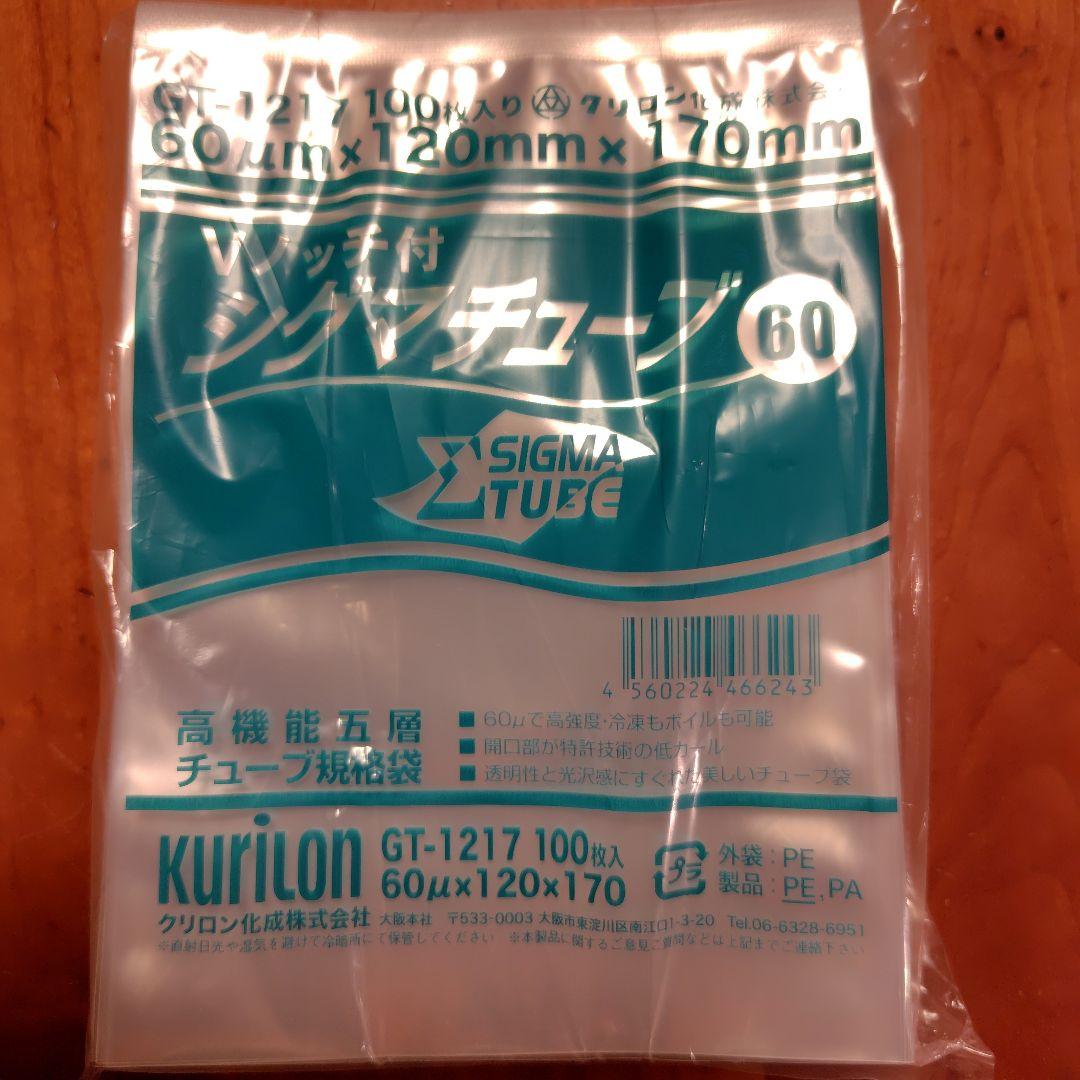 GT-1217 100枚入り クリロン化成株式会
60μm×120mm×170mm
Vノッチ付
シグマチューブ 60
Σ SIGMA
TUBE
4 560224 466243
高機能五層
チューブ規格袋
■ 60μで高強度・冷凍もボイルも可能
■ 開口部が特許技術の低カール
■ 透明性と光沢感にすぐれた美しいチューブ袋
Kurilon
GT-1217 100枚入
60μ×120×170
プラ
外袋：PE
製品：PE,PA
クリロン化成株式会社 大阪本社 〒533-0003 大阪市東淀川区南江口1-3-20 Tel.06-6328-6951
※直射日光や湿気を避けて冷暗所にて保管してください ※本製品に関するご意見ご質問などは上記までご連絡下さい